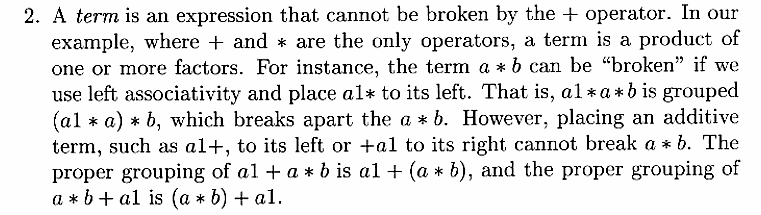 2. A term is an expression that cannot be broken by the + operator. In our
example, where + and * are the only operators, a term is a product of
one or more factors. For instance, the term a * b can be “broken” if we
use left associativity and place a1* to its left. That is, a1 * a * b is grouped
(a1 * a) * b, which breaks apart the a * b. However, placing an additive
term, such as a1+, to its left or +a1 to its right cannot break a * b. The
proper grouping of a1 + a * b is a1 + (a * b), and the proper grouping of
a * b + a1 is (a * b) + a1.